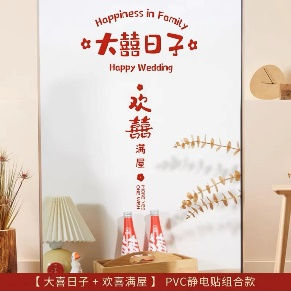 Happiness in Family
大囍日子
Happy Wedding
欢囍满屋
【 大喜日子 + 欢喜满屋 】 PVC静电贴组合款